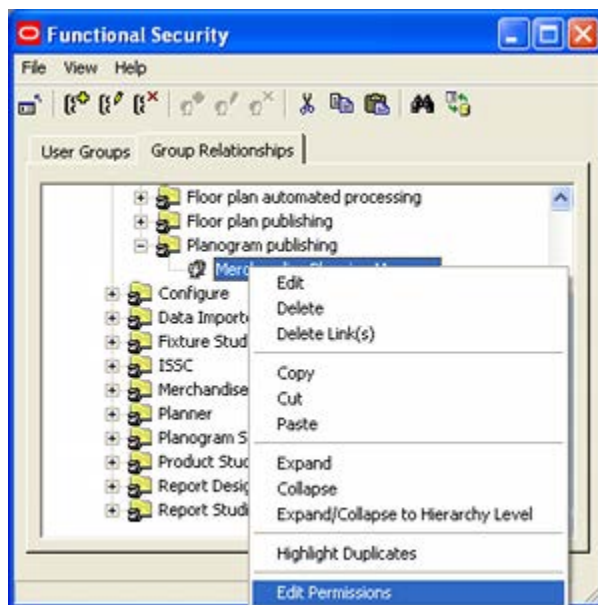 Functional Security
File View Help
User Groups Group Relationships
Floor plan automated processing
Floor plan publishing
Planogram publishing
Configure
Data Importe
Fixture Stud
ISSC
Merchandise
Planner
Planogram S
Product Stud
Report Desig
Report Studi
Edit
Delete
Delete Link(s)
Copy
Cut
Paste
Expand
Collapse
Expand/Collapse to Hierarchy Level
Highlight Duplicates
Edit Permissions